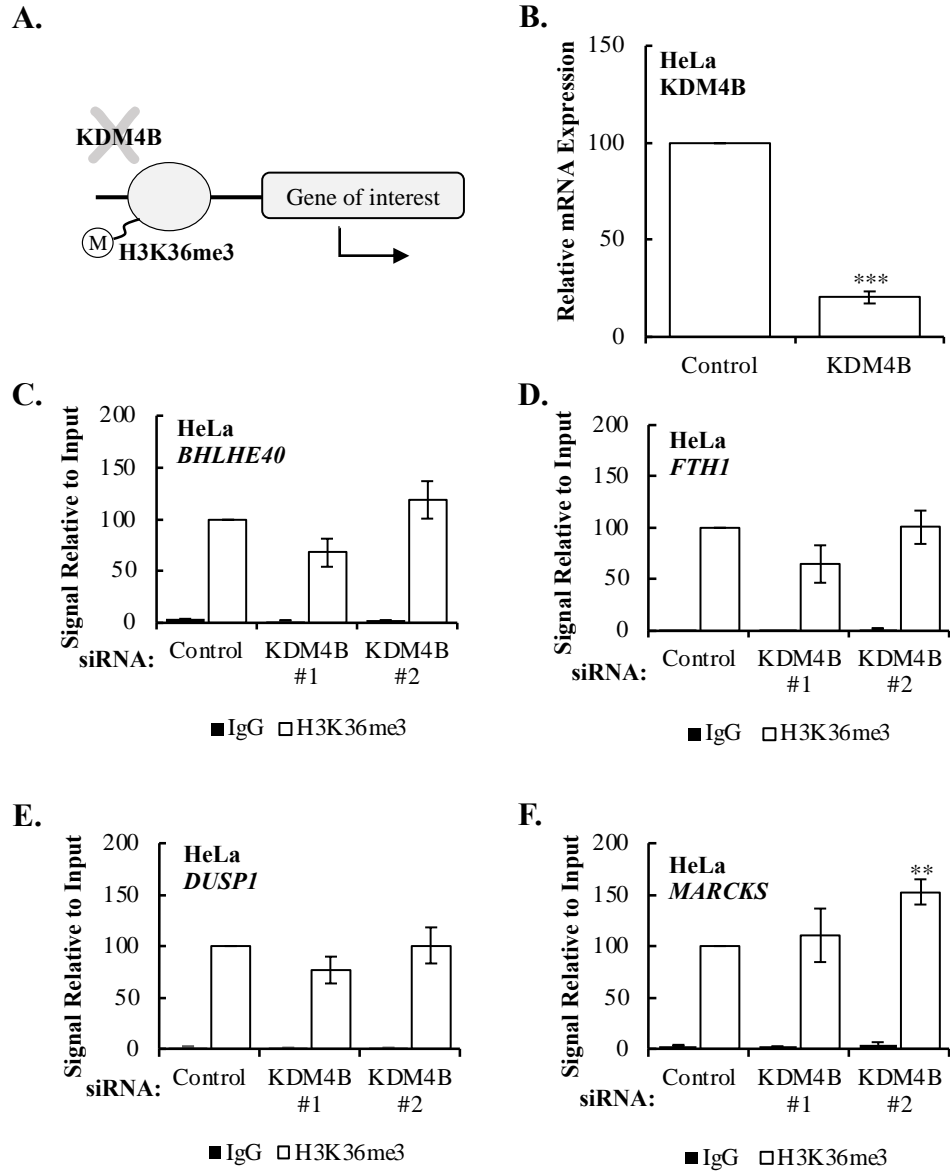 A.
KDM4B
M
H3K36me3
Gene of interest
B.
Relative mRNA Expression
150
100
50
0
HeLa
KDM4B
***
Control
KDM4B
C.
Signal Relative to Input
200
150
100
50
0
HeLa
BHLHE40
siRNA:
Control
KDM4B #1
KDM4B #2
IgG
H3K36me3
D.
Signal Relative to Input
200
150
100
50
0
HeLa
FTH1
siRNA:
Control
KDM4B #1
KDM4B #2
IgG
H3K36me3
E.
Signal Relative to Input
200
150
100
50
0
HeLa
DUSP1
siRNA:
Control
KDM4B #1
KDM4B #2
IgG
H3K36me3
F.
Signal Relative to Input
200
150
100
50
0
HeLa
MARCKS
**
siRNA:
Control
KDM4B #1
KDM4B #2
IgG
H3K36me3